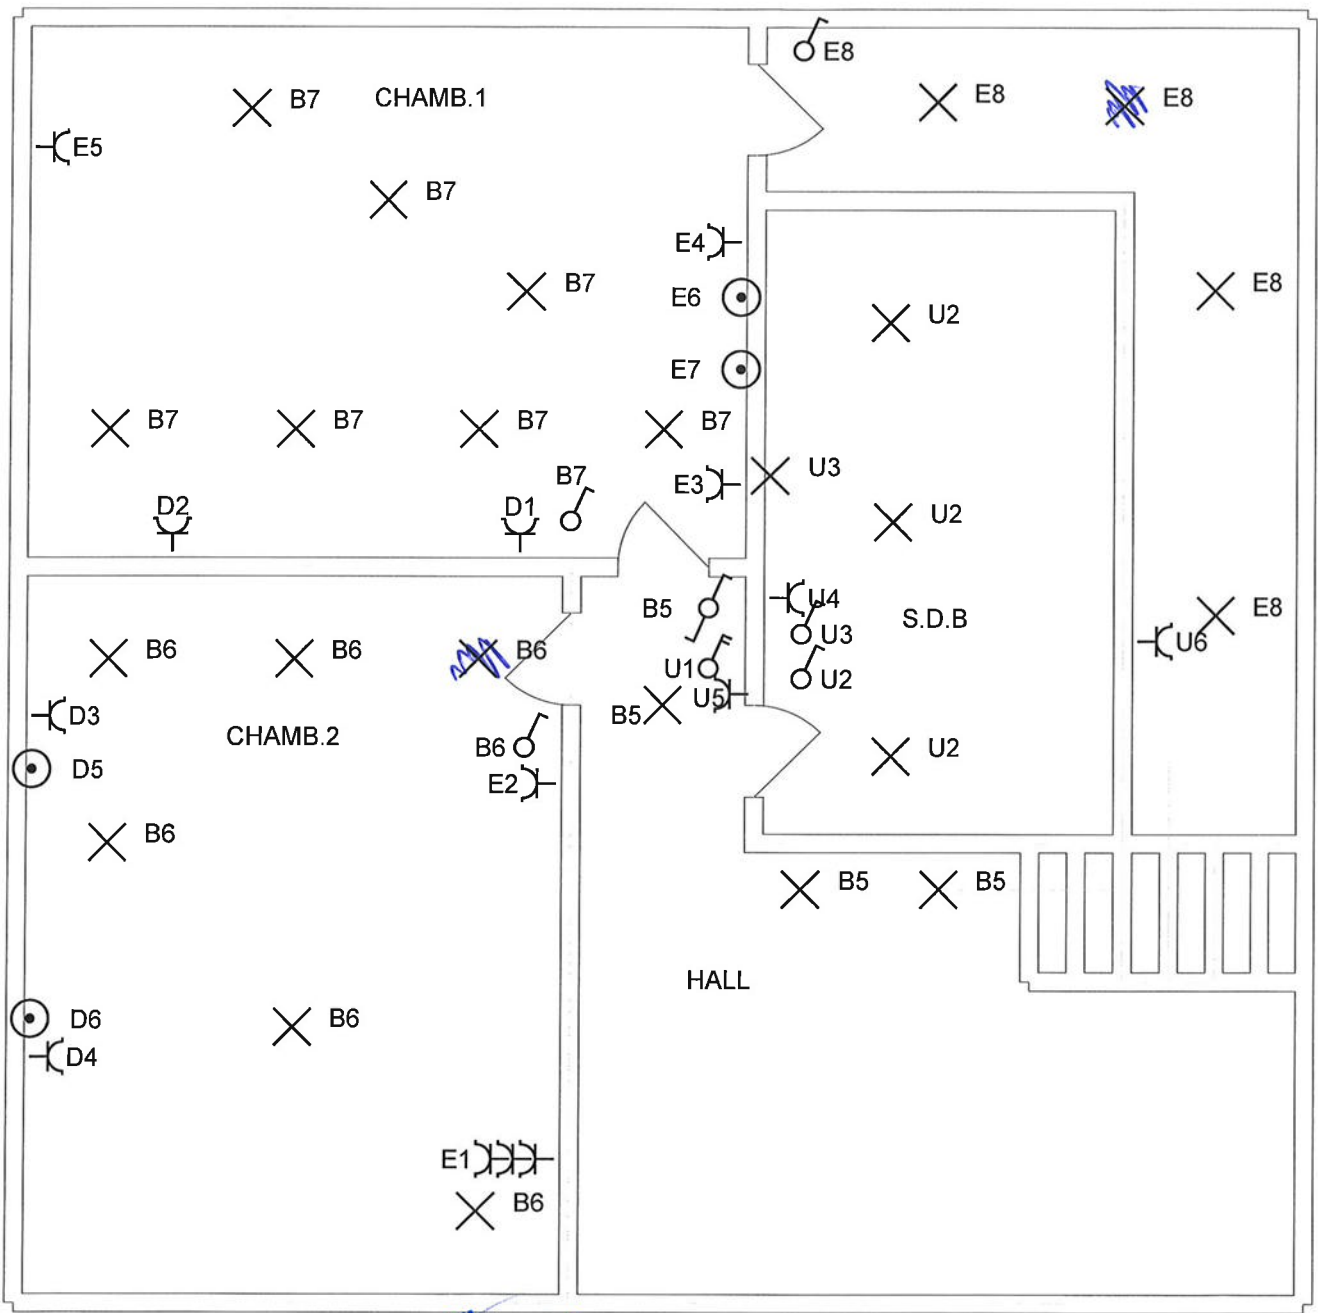 E8
B7 CHAMB.1 E8 E8
E5
B7
E4
B7 E8
E6
U2
E7
B7 B7 B7 B7
U3
B7 E3
D2 D1 U2
B5 U4
S.D.B E8
U3 U6
B6 B6 B6
U1 U2
U5
D3 B5
CHAMB.2
B6 U2
D5
E2
B6
B5 B5
HALL
D6 B6
D4
E1
B6